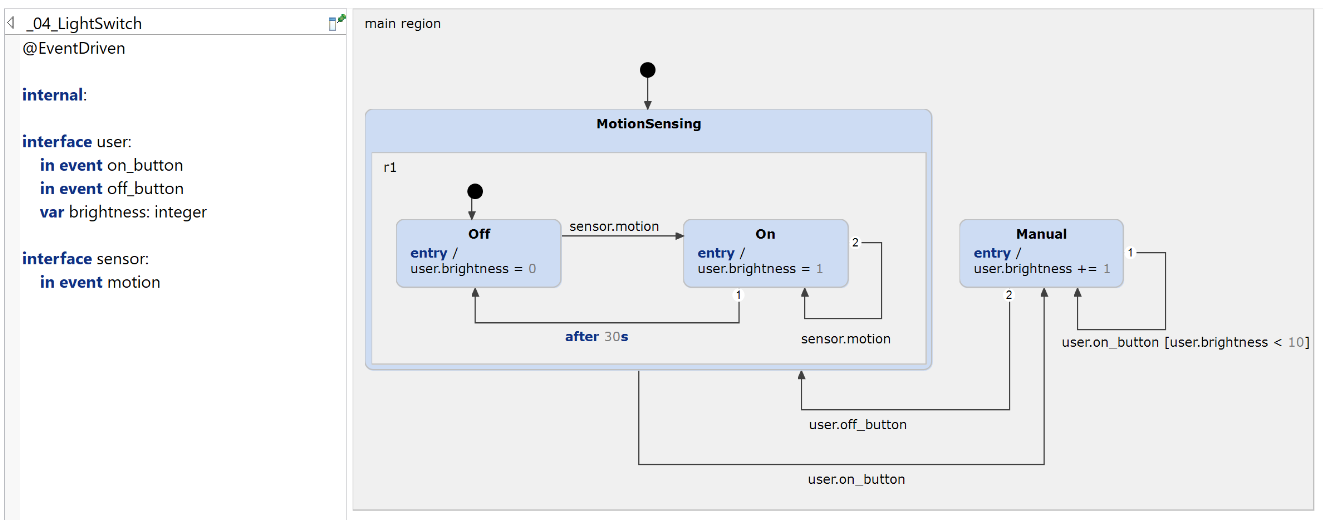 _04_LightSwitch
@EventDriven
internal:
interface user:
in event on_button
in event off_button
var brightness: integer
interface sensor:
in event motion
main region
MotionSensing
r1
Off
entry /
user.brightness = 0
sensor.motion
On
entry /
user.brightness = 1
2
1
after 30s
sensor.motion
Manual
entry /
user.brightness += 1
1
2
user.on_button [user.brightness < 10]
user.off_button
user.on_button